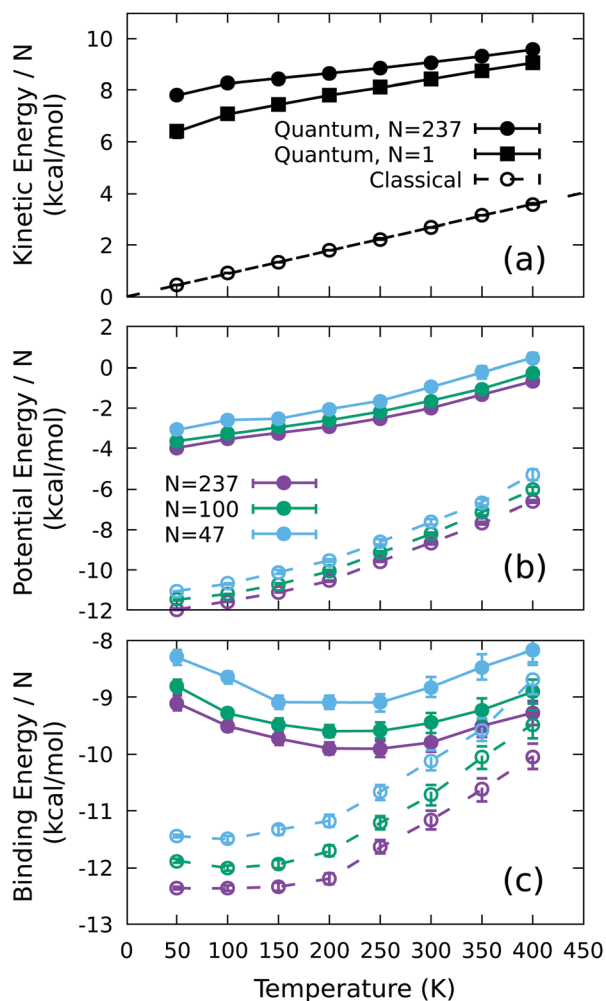 10
8
6
4
2
0
Kinetic Energy / N
(kcal/mol)
Quantum, N=237
Quantum, N=1
Classical
(a)
2
0
-2
-4
-6
-8
-10
-12
Potential Energy / N
(kcal/mol)
N=237
N=100
N=47
(b)
-8
-9
-10
-11
-12
-13
Binding Energy / N
(kcal/mol)
(c)
0 50 100 150 200 250 300 350 400 450
Temperature (K)